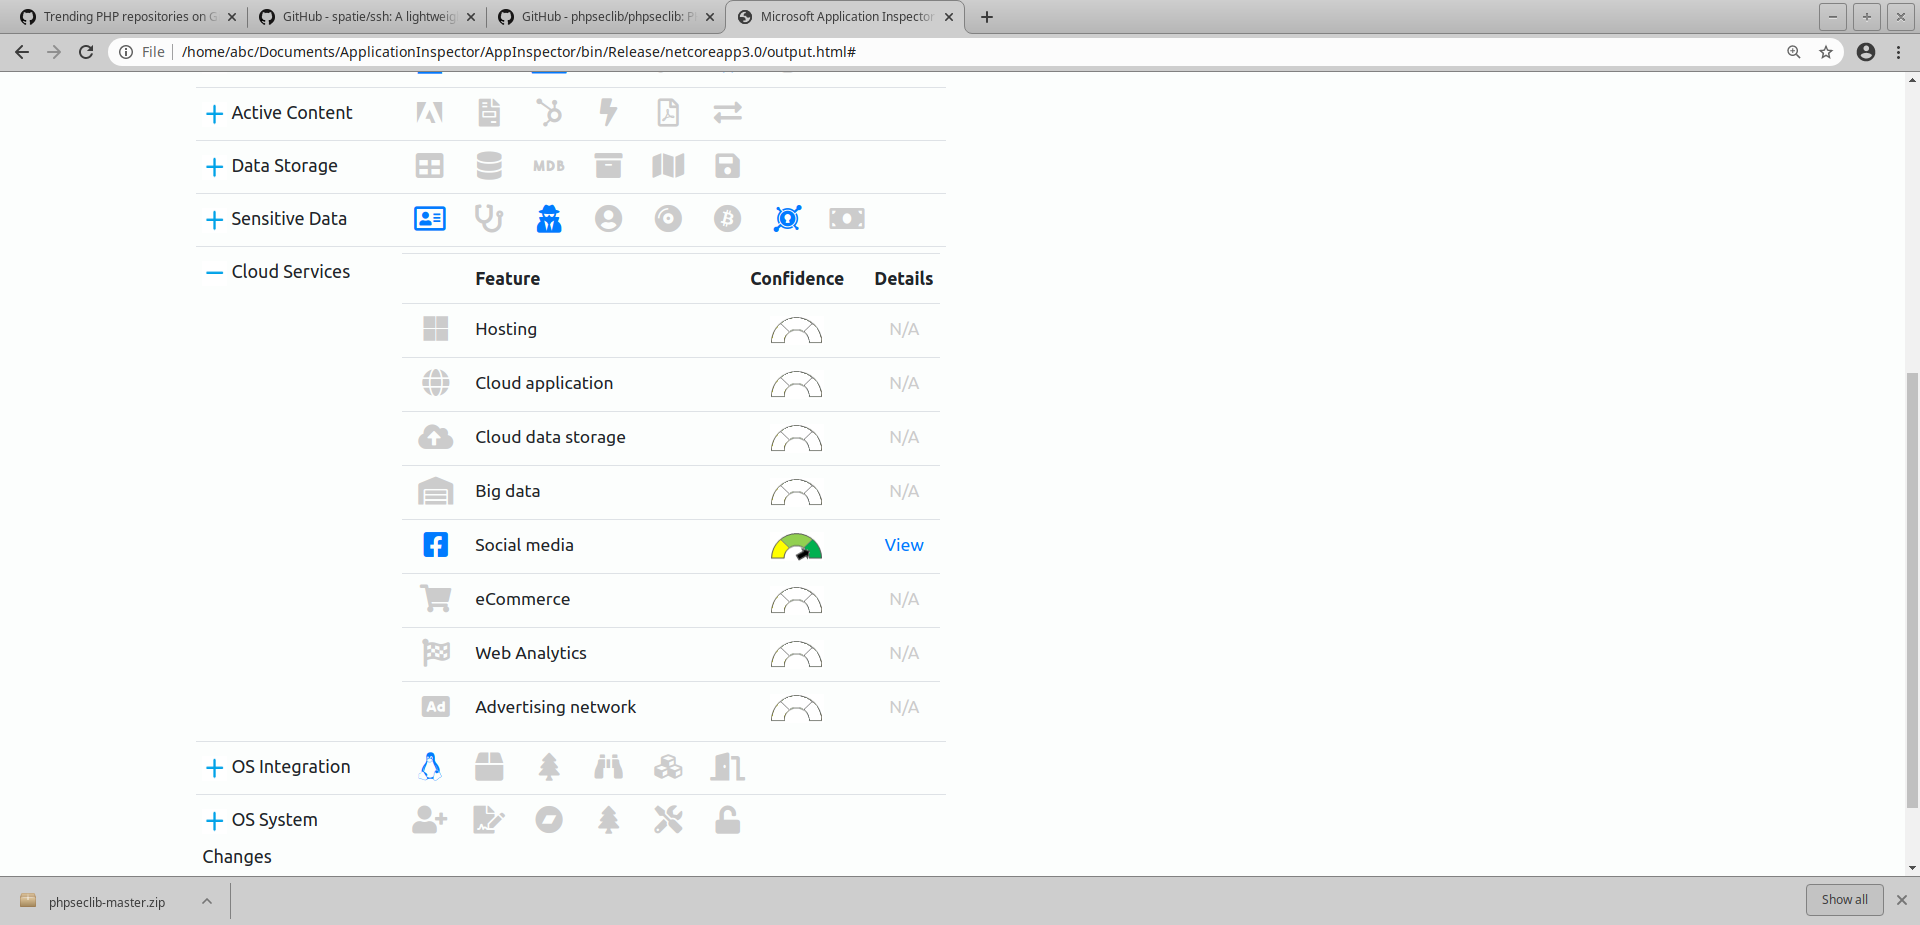 Trending PHP repositories on G
GitHub - spatie/ssh: A lightweig
GitHub - phpseclib/phpseclib: P
Microsoft Application Inspector
File
/home/abc/Documents/ApplicationInspector/AppInspector/bin/Release/netcoreapp3.0/output.html#
Active Content
Data Storage
MDB
Sensitive Data
Cloud Services
Feature Confidence Details
Hosting N/A
Cloud application N/A
Cloud data storage N/A
Big data N/A
Social media View
eCommerce N/A
Web Analytics N/A
Ad Advertising network N/A
OS Integration
OS System
Changes
phpseclib-master.zip
Show all